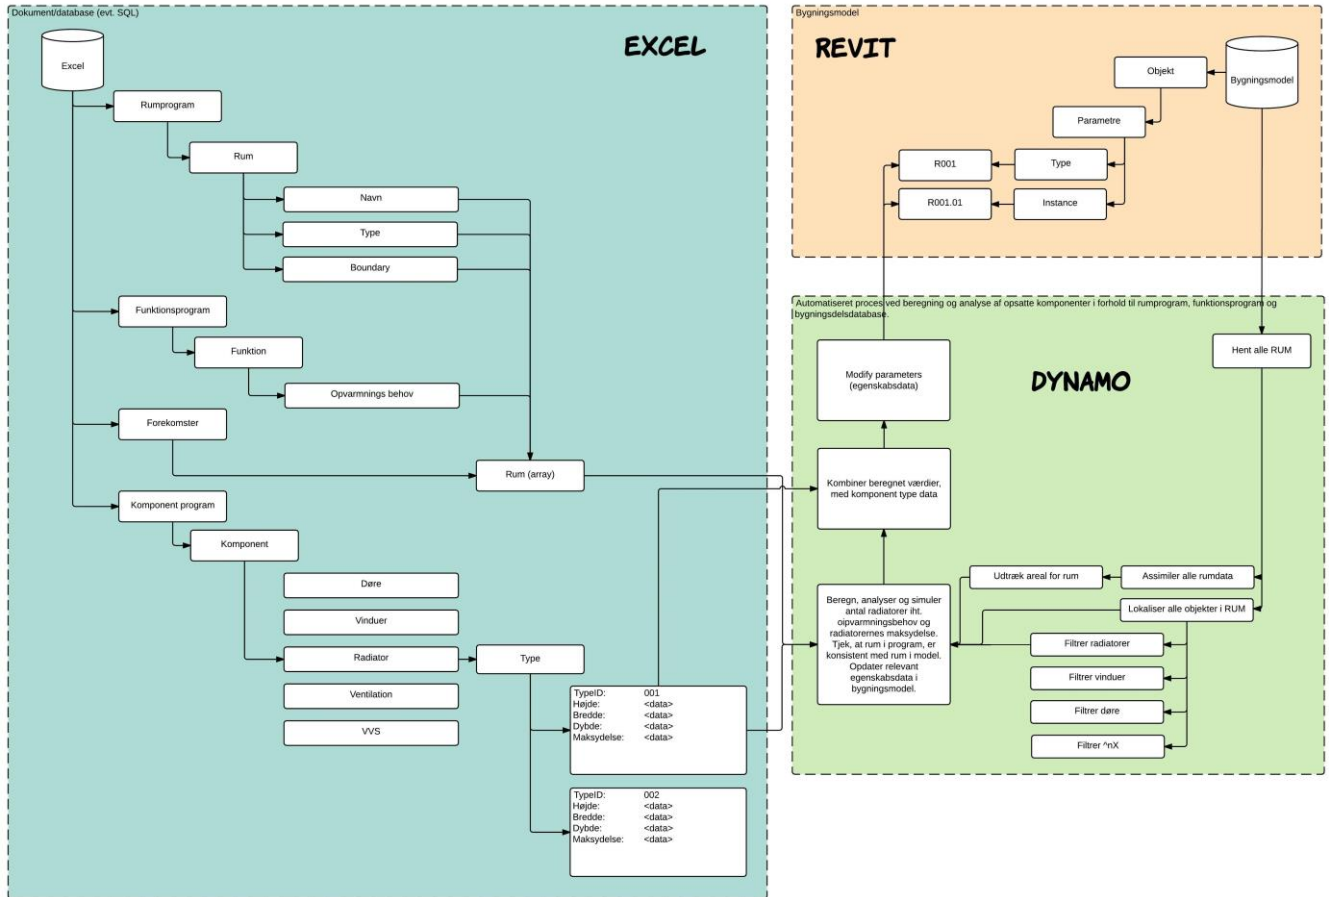 Dokument/database (evt. SQL)
EXCEL
Excel
Rumprogram
Rum
Navn
Type
Boundary
Funktionsprogram
Funktion
Opvarmnings behov
Forekomster
Rum (array)
Komponent program
Komponent
Døre
Vinduer
Radiator
Type
Ventilation
VVS
TypeID: 001
Højde: <data>
Bredde: <data>
Dybde: <data>
Maksydelse: <data>
TypeID: 002
Højde: <data>
Bredde: <data>
Dybde: <data>
Maksydelse: <data>
Bygningsmodel
REVIT
Objekt
Bygningsmodel
Parametre
R001
Type
R001.01
Instance
Automatiseret proces ved beregning og analyse af opsatte komponenter i forhold til rumprogram, funktionsprogram og
bygningsdelsdatabase.
DYNAMO
Hent alle RUM
Modify parameters
(egenskabsdata)
Kombiner beregnet værdier,
med komponent type data
Udtræk areal for rum
Assimiler alle rumdata
Beregn, analyser og simuler
antal radiatorer iht.
oipvarmningsbehov og
radiatorernes maksydelse.
Tjek, at rum i program, er
konsistent med rum i model.
Opdater relevant
egenskabsdata i
bygningsmodel.
Lokaliser alle objekter i RUM
Filtrer radiatorer
Filtrer vinduer
Filtrer døre
Filtrer ^nX